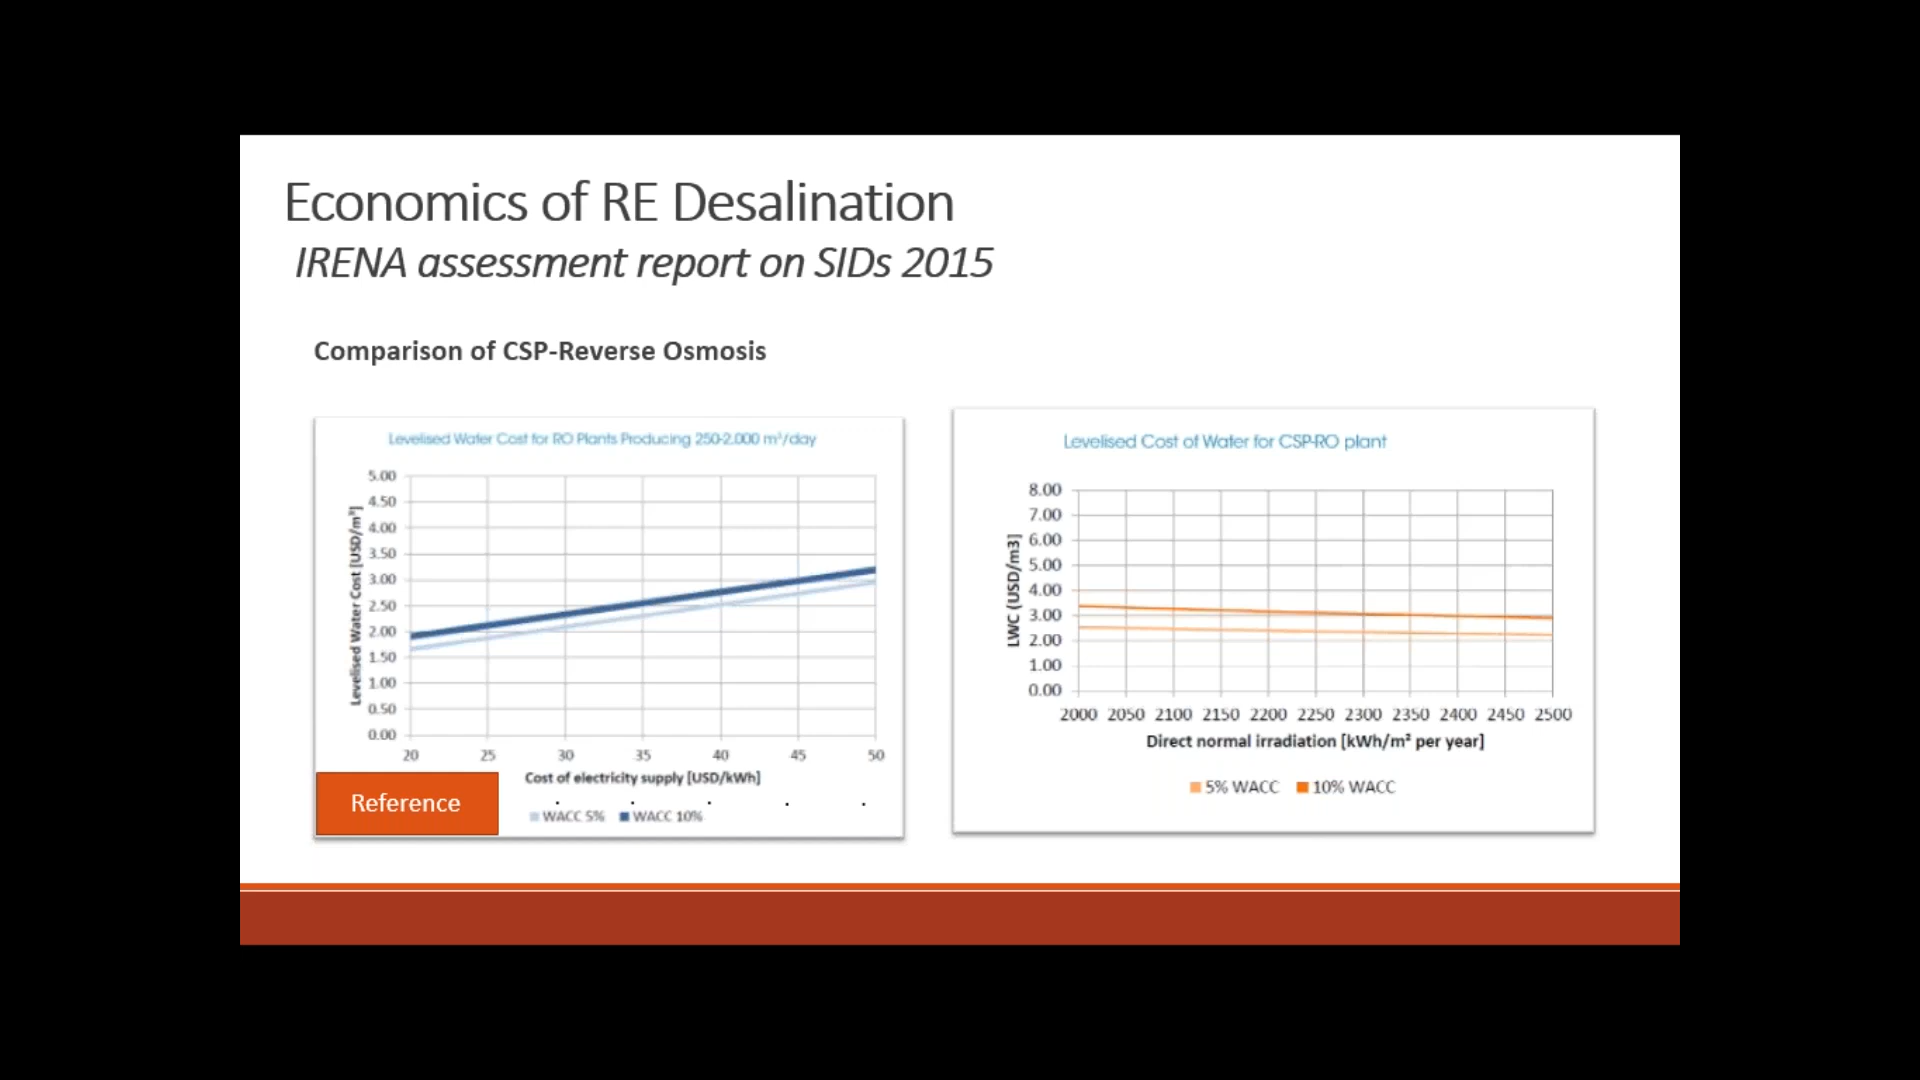 Economics of RE Desalination
IRENA assessment report on SIDs 2015
Comparison of CSP-Reverse Osmosis
Levelised Water Cost for RO Plants Producing 250-2.000 m³/day
Levelised Water Cost [USD/m³]
5.00
4.50
4.00
3.50
3.00
2.50
2.00
1.50
1.00
0.50
0.00
20 25 30 35 40 45 50
Cost of electricity supply [USD/kWh]
WACC 5% WACC 10%
Reference
Levelised Cost of Water for CSP-RO plant
LWC (USD/m3]
8.00
7.00
6.00
5.00
4.00
3.00
2.00
1.00
0.00
2000 2050 2100 2150 2200 2250 2300 2350 2400 2450 2500
Direct normal irradiation [kWh/m² per year]
5% WACC 10% WACC